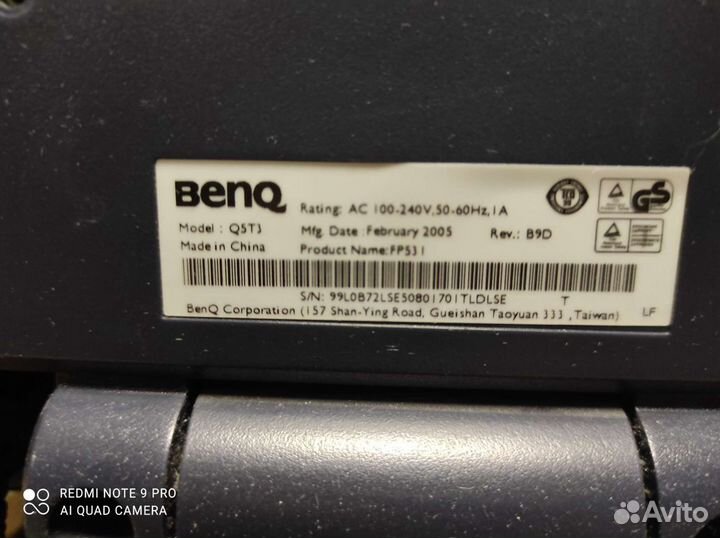 BenQ
Rating: AC 100-240V,50-60Hz,1A
Model : Q5T3
Mfg. Date : February 2005
Rev.: B9D
Made in China
Product Name:FP531
S/N: 99L0B72LSE50801701TLDLSE
T
BenQ Corporation (157 Shan-Ying Road, Gueishan Taoyuan 333 ,Taiwan)
LF
GS
REDMI NOTE 9 PRO
AI QUAD CAMERA
Avito